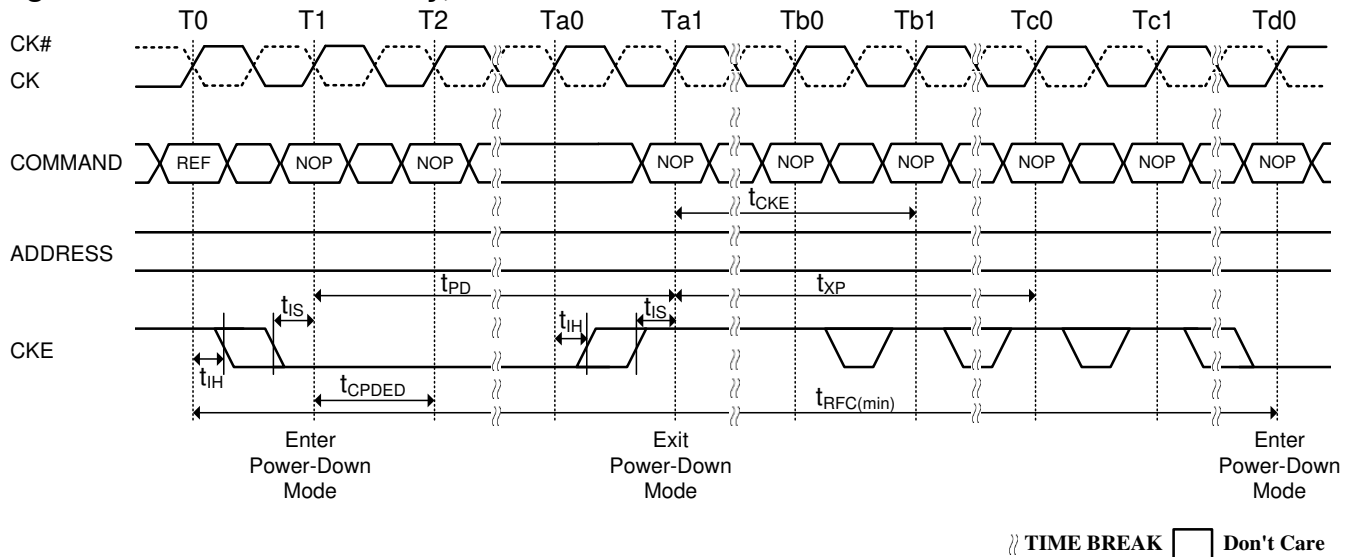 T0 T1 T2 Ta0 Ta1 Tb0 Tb1 Tc0 Tc1 Td0
CK#
CK
COMMAND REF NOP NOP NOP NOP NOP NOP NOP NOP
tCKE
ADDRESS
tPD tXP
tIS tIH tIS
CKE
tIH tCPDED
tRFC(min)
Enter
Power-Down
Mode
Exit
Power-Down
Mode
Enter
Power-Down
Mode
TIME BREAK Don't Care